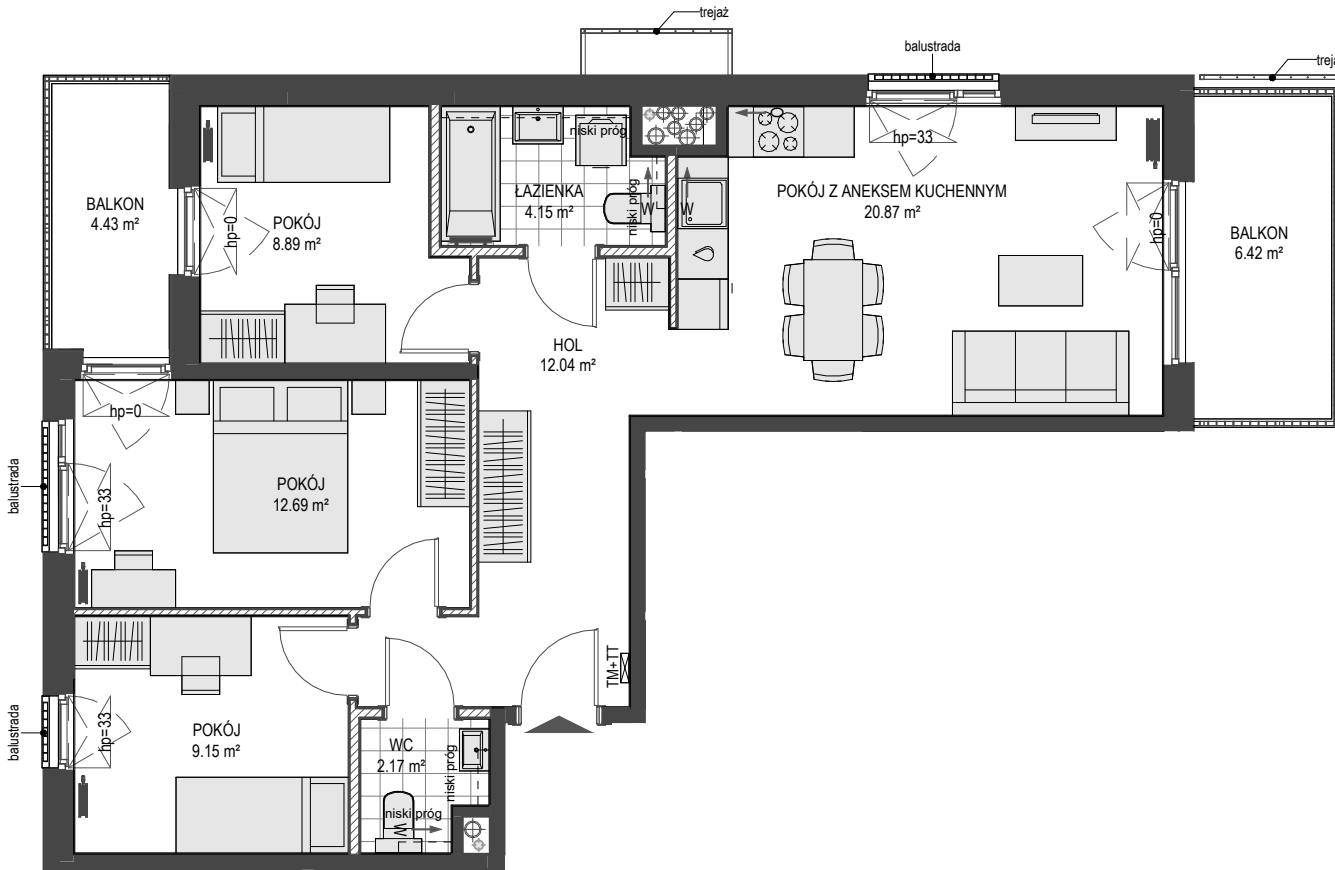 trejaż
balustrada
treja
niski próg
hp=33
BALKON
4.43 m²
POKÓJ
8.89 m²
hp=0
ŁAZIENKA
4.15 m²
niski próg
W
W
POKÓJ Z ANEKSEM KUCHENNYM
20.87 m²
hp=0
BALKON
6.42 m²
HOL
12.04 m²
hp=0
balustrada
hp=33
POKÓJ
12.69 m²
TM+TT
balustrada
hp=33
POKÓJ
9.15 m²
WC
2.17 m²
niski próg
niski próg
W